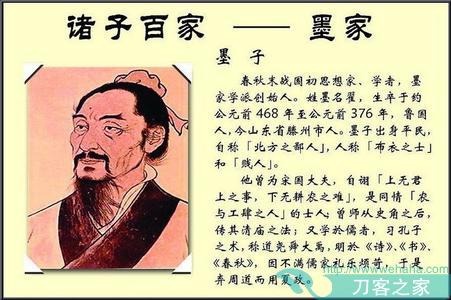 诸子百家 —— 墨家
墨 子
春秋末战国初思想家、学者，墨
家学派创始人。姓墨名翟，生卒于约
公元前 468 年至公元前 376 年，鲁国
人，今山东省滕州市人。墨子出身平民，
自称「北方之鄙人」，人称「布衣之士」
和「贱人」。
他曾为宋国大夫，自诩「上无君
上之事，下无耕农之难」，是同情「农
与工肆之人」的士人；曾师从史角之后，
传其清庙之法；又学於儒者，习孔子
之术，称道尧舜大禹，明於《诗》、《书》、
《春秋》，因不满儒家礼乐烦苛，于是
弃周道而用夏政。
www.wehaha.com
刀客之家